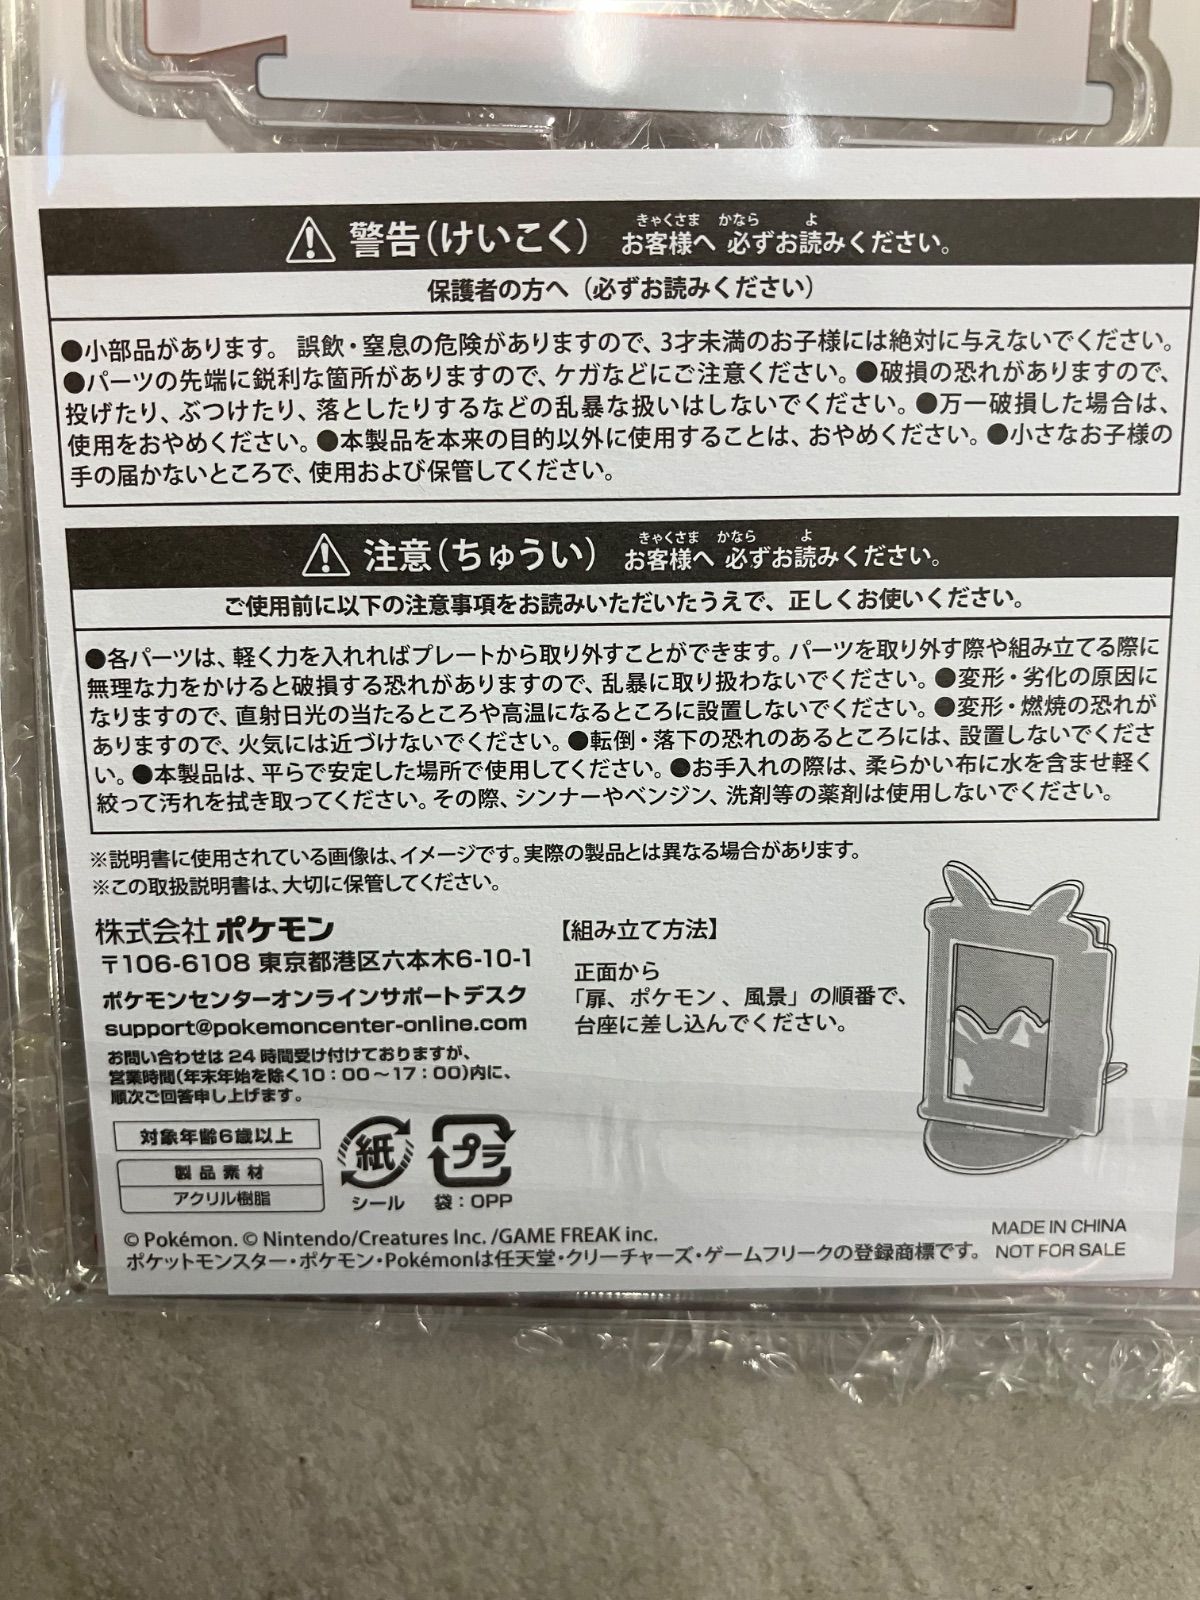 警告(けいこく) お客様へ 必ずお読みください。
きゃくさま かなら よ
保護者の方へ(必ずお読みください)
●小部品があります。 誤飲・窒息の危険がありますので、3才未満のお子様には絶対に与えないでください。
●パーツの先端に鋭利な箇所がありますので、ケガなどにご注意ください。●破損の恐れがありますので、
投げたり、ぶつけたり、落としたりするなどの乱暴な扱いはしないでください。●万一破損した場合は、
使用をおやめください。●本製品を本来の目的以外に使用することは、おやめください。●小さなお子様の
手の届かないところで、使用および保管してください。
注意(ちゅうい) お客様へ 必ずお読みください。
きゃくさま かなら よ
ご使用前に以下の注意事項をお読みいただいたうえで、正しくお使いください。
●各パーツは、軽く力を入れればプレートから取り外すことができます。パーツを取り外す際や組み立てる際に
無理な力をかけると破損する恐れがありますので、乱暴に取り扱わないでください。●変形・劣化の原因に
なりますので、直射日光の当たるところや高温になるところに設置しないでください。●変形・燃焼の恐れが
ありますので、火気には近づけないでください。●転倒・落下の恐れのあるところには、設置しないでくださ
い。●本製品は、平らで安定した場所で使用してください。●お手入れの際は、柔らかい布に水を含ませ軽く
絞って汚れを拭き取ってください。その際、シンナーやベンジン、洗剤等の薬剤は使用しないでください。
※説明書に使用されている画像は、イメージです。実際の製品とは異なる場合があります。
※この取扱説明書は、大切に保管してください。
株式会社 ポケモン
〒106-6108 東京都港区六本木6-10-1
ポケモンセンターオンラインサポートデスク
support@pokemoncenter-online.com
お問い合わせは24時間受け付けておりますが、
営業時間(年末年始を除く10:00~17:00)内に、
順次ご回答申し上げます。
【組み立て方法】
正面から
「扉、ポケモン、風景」の順番で、
台座に差し込んでください。
対象年齢6歳以上
製品素材
アクリル樹脂
紙
シール
プラ
袋:OPP
© Pokémon. © Nintendo/Creatures Inc. /GAME FREAK inc.
ポケットモンスター・ポケモン・Pokémonは任天堂・クリーチャーズ・ゲームフリークの登録商標です。
MADE IN CHINA
NOT FOR SALE